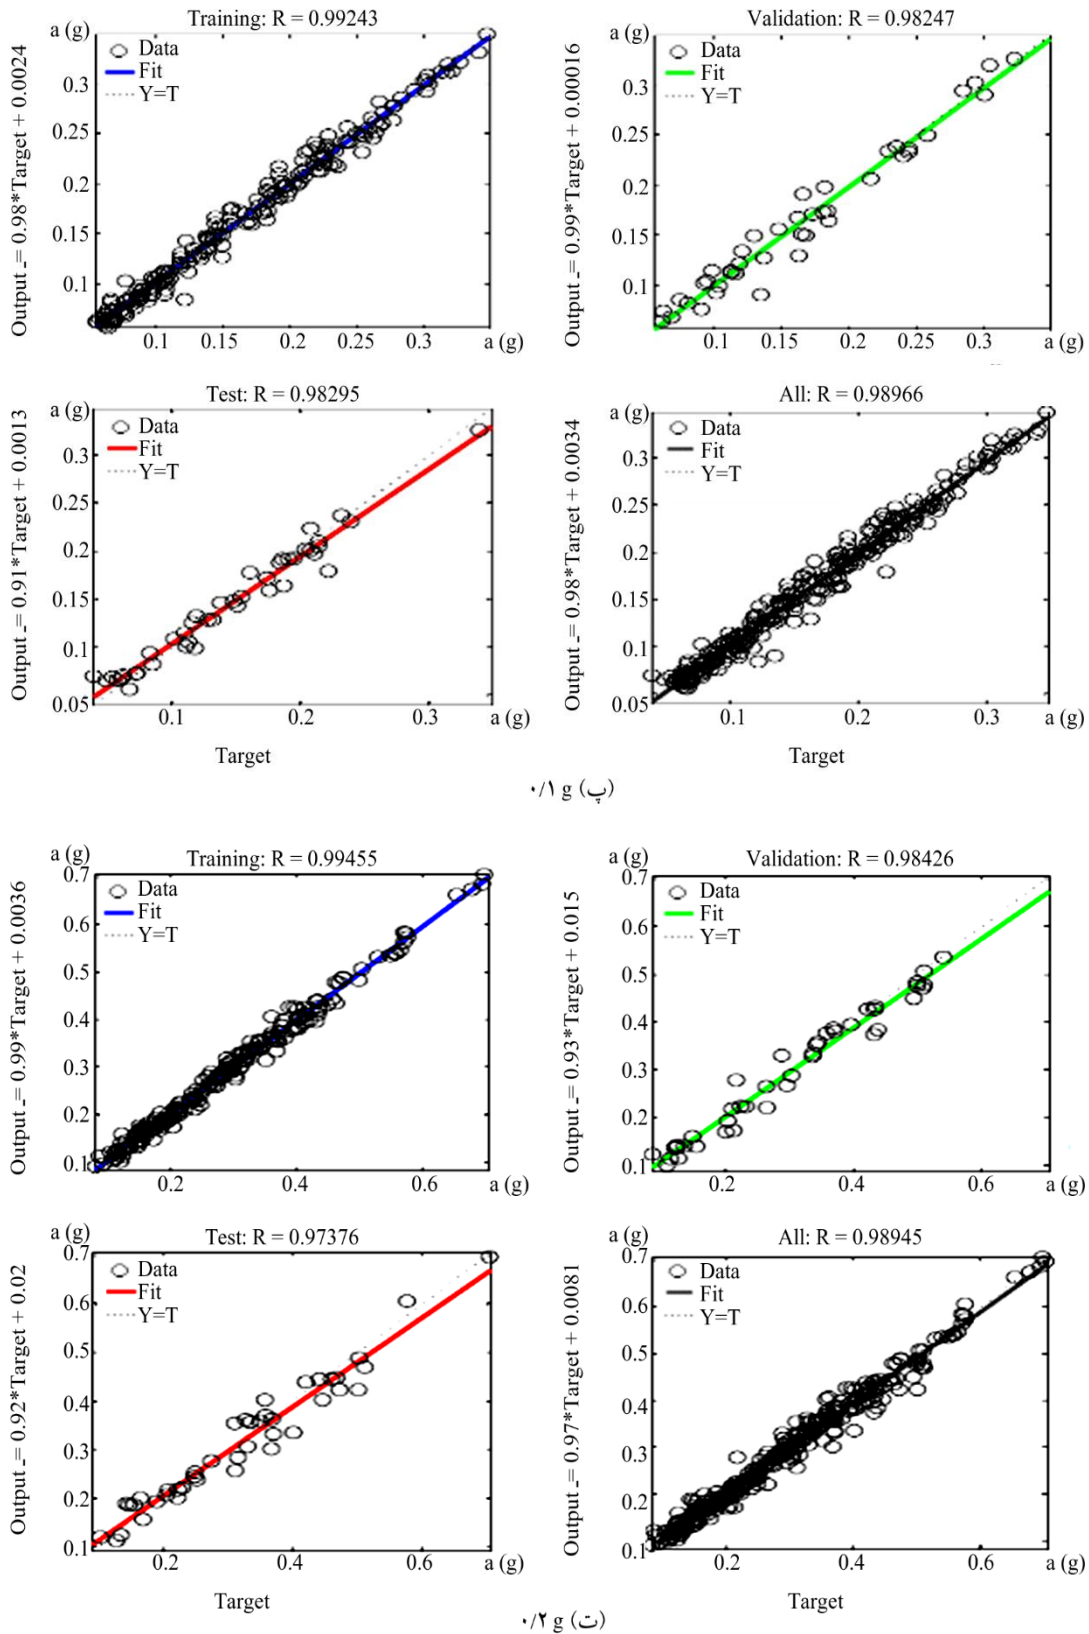 Training: R = 0.99243
a (g)
Output = 0.98*Target + 0.0024
Data
Fit
Y=T
0.3
0.25
0.2
0.15
0.1
0.1 0.15 0.2 0.25 0.3 a (g)
Validation: R = 0.98247
a (g)
Output = 0.99*Target + 0.00016
Data
Fit
Y=T
0.3
0.25
0.2
0.15
0.1
0.1 0.15 0.2 0.25 0.3 a (g)
Test: R = 0.98295
a (g)
Output = 0.91*Target + 0.0013
Data
Fit
Y=T
0.3
0.25
0.2
0.15
0.1
0.05
0.1 0.2 0.3 a (g)
Target
All: R = 0.98966
a (g)
Output = 0.98*Target + 0.0034
Data
Fit
Y=T
0.3
0.25
0.2
0.15
0.1
0.05
0.1 0.2 0.3 a (g)
Target
(پ) ۰/۱ g
Training: R = 0.99455
a (g)
Output = 0.99*Target + 0.0036
Data
Fit
Y=T
0.7
0.6
0.5
0.4
0.3
0.2
0.1
0.2 0.4 0.6 a (g)
Validation: R = 0.98426
a (g)
Output = 0.93*Target + 0.015
Data
Fit
Y=T
0.7
0.6
0.5
0.4
0.3
0.2
0.1
0.2 0.4 0.6 a (g)
Test: R = 0.97376
a (g)
Output = 0.92*Target + 0.02
Data
Fit
Y=T
0.7
0.6
0.5
0.4
0.3
0.2
0.1
0.2 0.4 0.6 a (g)
Target
All: R = 0.98945
a (g)
Output = 0.97*Target + 0.0081
Data
Fit
Y=T
0.7
0.6
0.5
0.4
0.3
0.2
0.1
0.2 0.4 0.6 a (g)
Target
(ت) ۰/۲ g